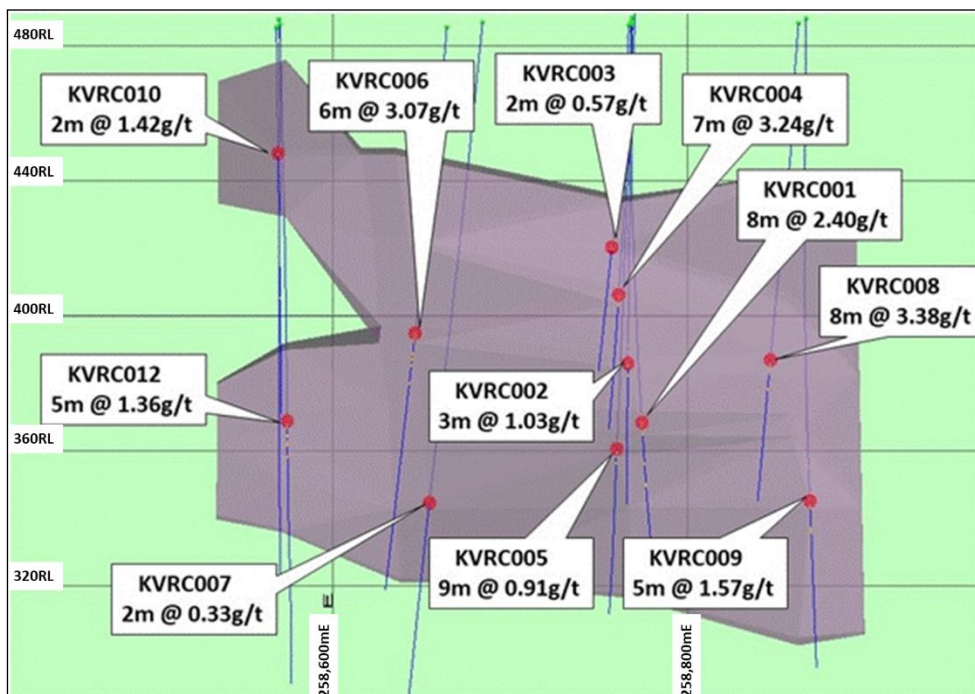 480RL
440RL
400RL
360RL
320RL
KVRC010
2m @ 1.42g/t
KVRC006
6m @ 3.07g/t
KVRC003
2m @ 0.57g/t
KVRC004
7m @ 3.24g/t
KVRC001
8m @ 2.40g/t
KVRC008
8m @ 3.38g/t
KVRC012
5m @ 1.36g/t
KVRC002
3m @ 1.03g/t
KVRC007
2m @ 0.33g/t
KVRC005
9m @ 0.91g/t
KVRC009
5m @ 1.57g/t
258,600mE
258,800mE